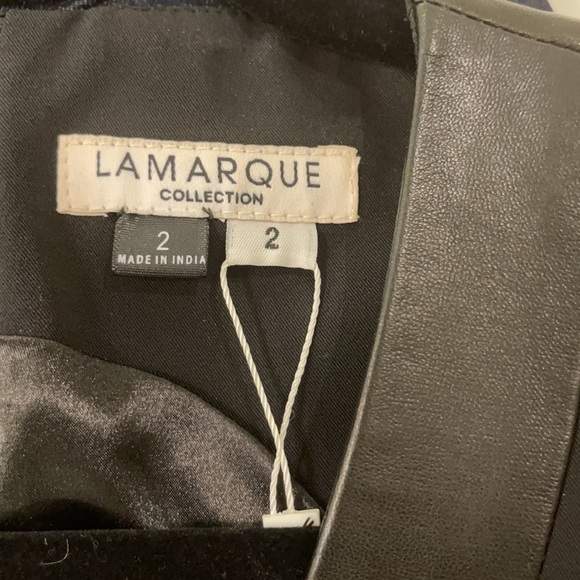 LAMARQUE
COLLECTION
2
MADE IN INDIA
2